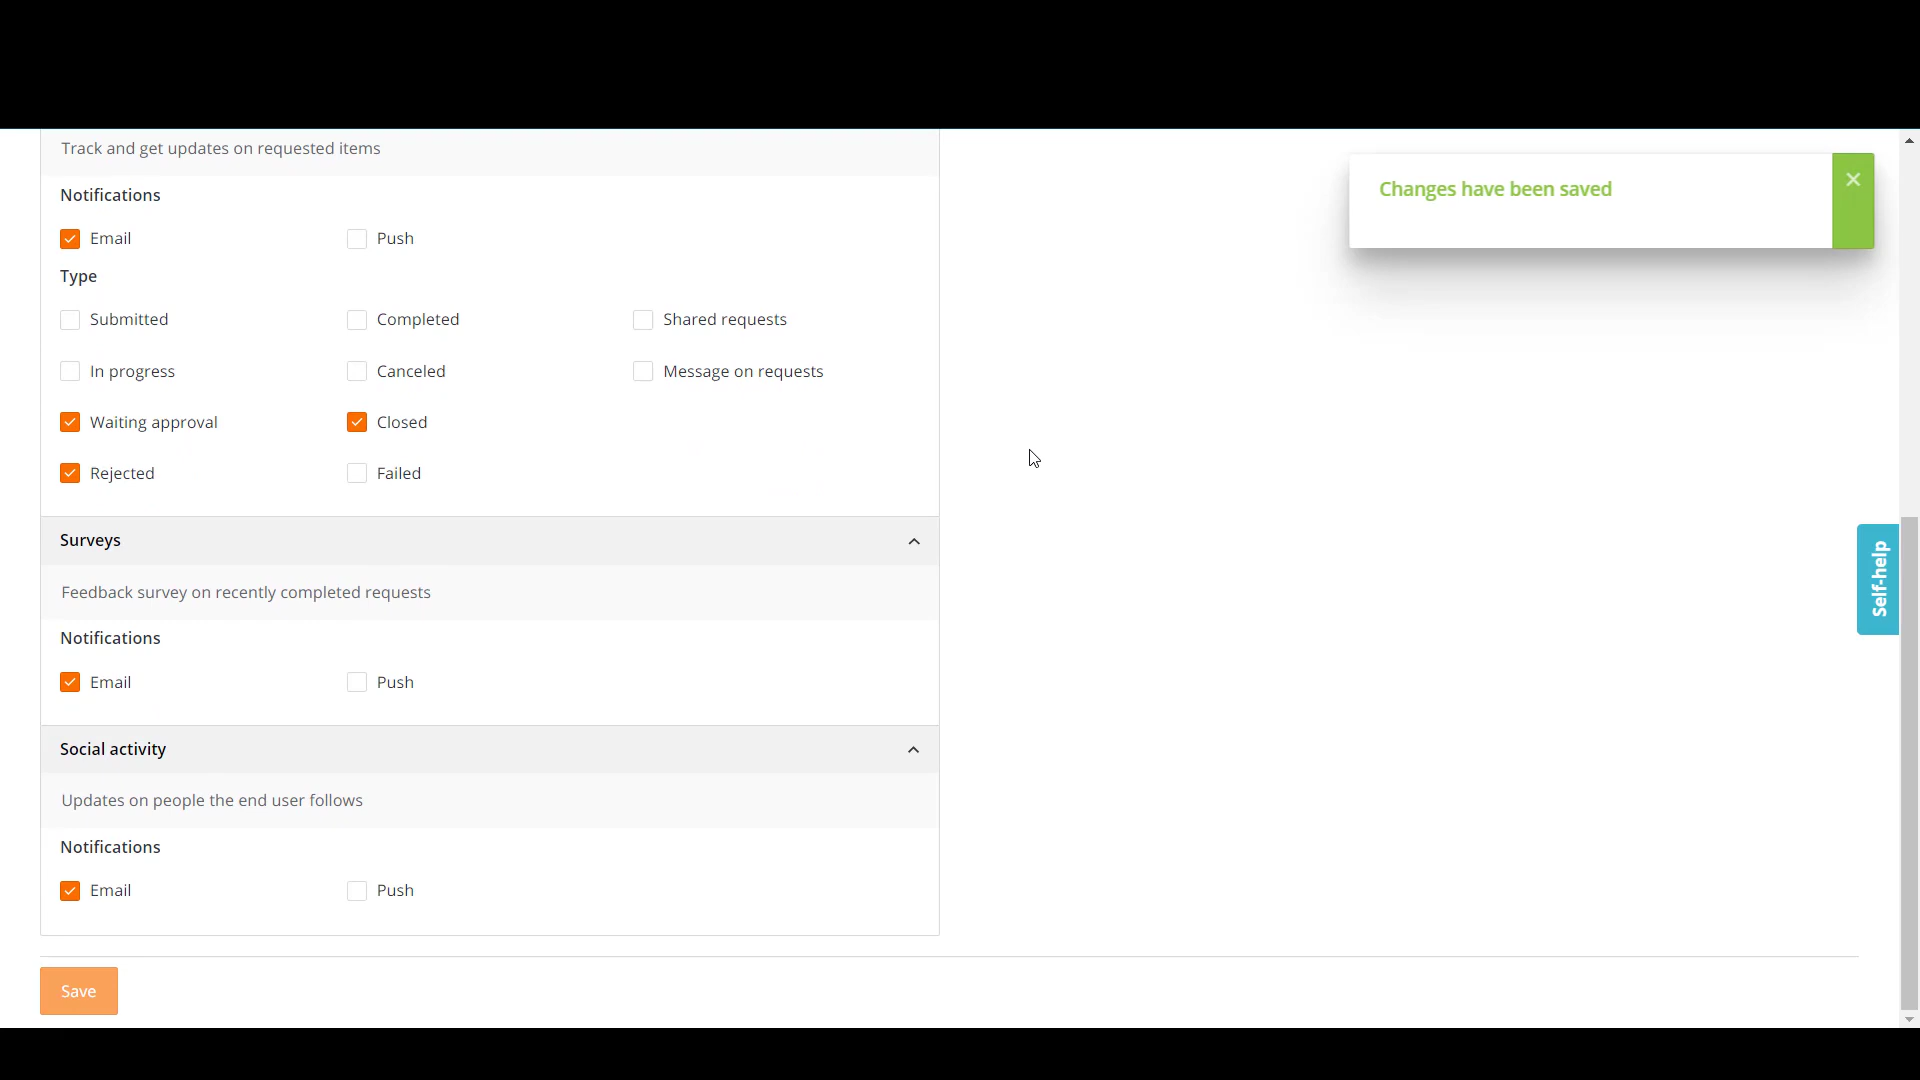 Track and get updates on requested items
Changes have been saved
Notifications
Email Push
Type
Submitted Completed Shared requests
In progress Canceled Message on requests
Waiting approval Closed
Rejected Failed
Surveys
Self-help
Feedback survey on recently completed requests
Notifications
Email Push
Social activity
Updates on people the end user follows
Notifications
Email Push
Save